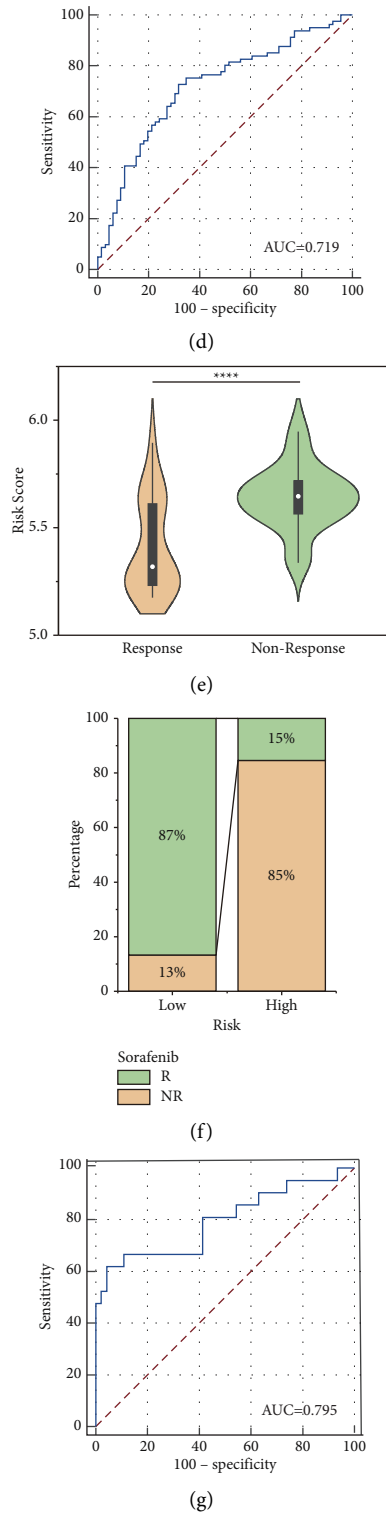 100
80
60
40
20
0
Sensitivity
AUC=0.719
0 20 40 60 80 100
100 – specificity
(d)
****
6.0
5.5
5.0
Risk Score
Response Non-Response
(e)
100
80
60
40
20
0
Percentage
87%
13%
15%
85%
Low High
Risk
Sorafenib
R
NR
(f)
100
80
60
40
20
0
Sensitivity
AUC=0.795
0 20 40 60 80 100
100 – specificity
(g)